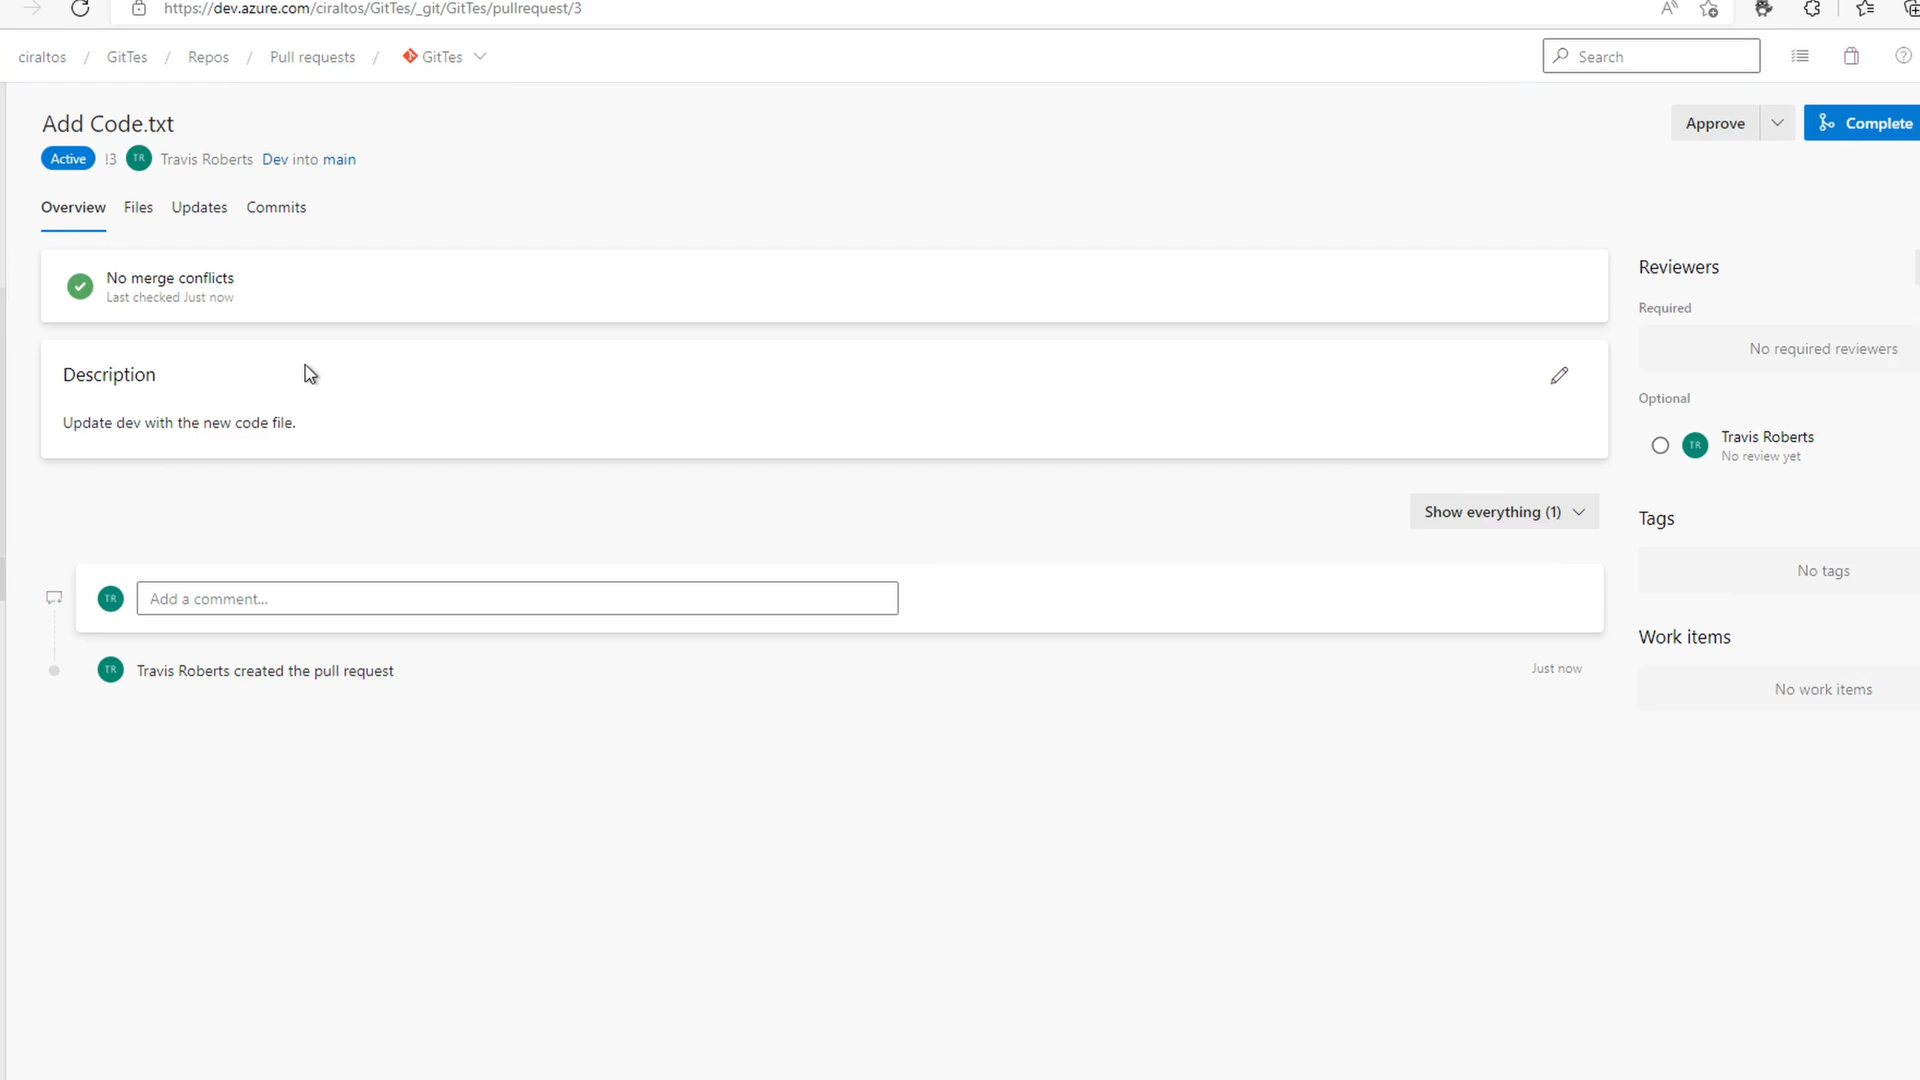 https://dev.azure.com/ciraltos/GitTes/_git/GitTes/pullrequest/3
ciraltos / GitTes / Repos / Pull requests / GitTes
Search
Add Code.txt
Approve
Complete
Active !3 TR Travis Roberts Dev into main
Overview Files Updates Commits
No merge conflicts
Last checked Just now
Description
Update dev with the new code file.
Show everything (1)
TR Add a comment...
TR Travis Roberts created the pull request
Just now
Reviewers
Required
No required reviewers
Optional
TR Travis Roberts
No review yet
Tags
No tags
Work items
No work items